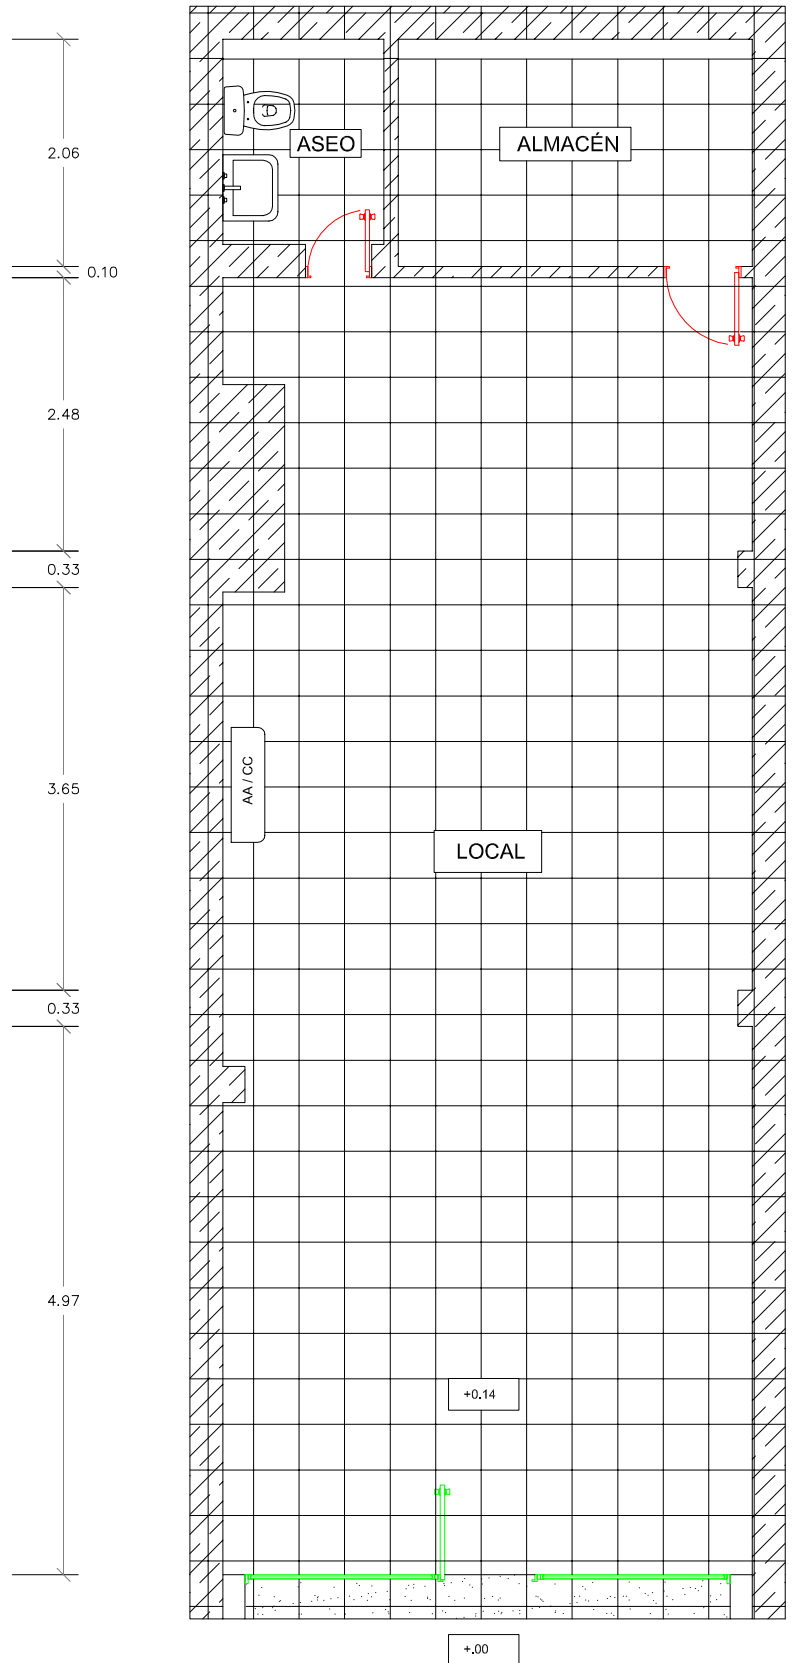 ASEO
ALMACÉN
2.06
0.10
2.48
0.33
3.65
AA / CC
LOCAL
0.33
4.97
+0.14
+.00